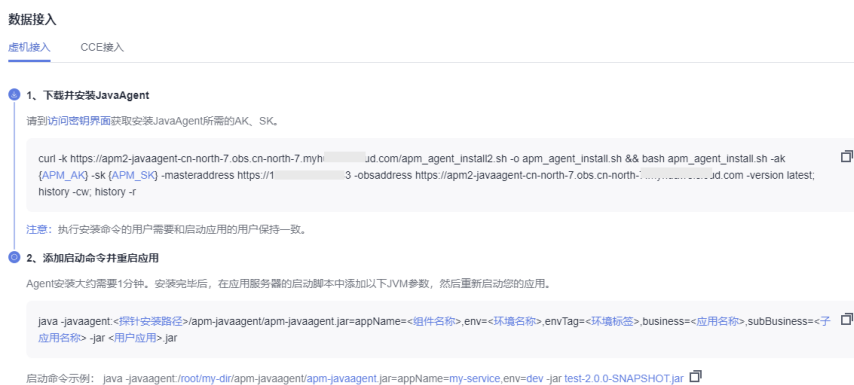 数据接入
虚机接入 CCE接入
1、下载并安装JavaAgent
请到访问密钥界面获取安装JavaAgent所需的AK、SK。
curl -k https://apm2-javaagent-cn-north-7.obs.cn-north-7.myh ud.com/apm_agent_install2.sh -o apm_agent_install.sh && bash apm_agent_install.sh -ak
{APM_AK} -sk {APM_SK} -masteraddress https://1 3 -obsaddress https://apm2-javaagent-cn-north-7.obs.cn-north- ud.com -version latest;
history -cw; history -r
注意：执行安装命令的用户需要和启动应用的用户保持一致。
2、添加启动命令并重启应用
Agent安装大约需要1分钟。安装完毕后，在应用服务器的启动脚本中添加以下JVM参数，然后重新启动您的应用。
java -javaagent:<探针安装路径>/apm-javaagent/apm-javaagent.jar=appName=<组件名称>,env=<环境名称>,envTag=<环境标签>,business=<应用名称>,subBusiness=<子
应用名称> -jar <用户应用>.jar
启动命令示例： java -javaagent:/root/my-dir/apm-javaagent/apm-javaagent.jar=appName=my-service,env=dev -jar test-2.0.0-SNAPSHOT.jar